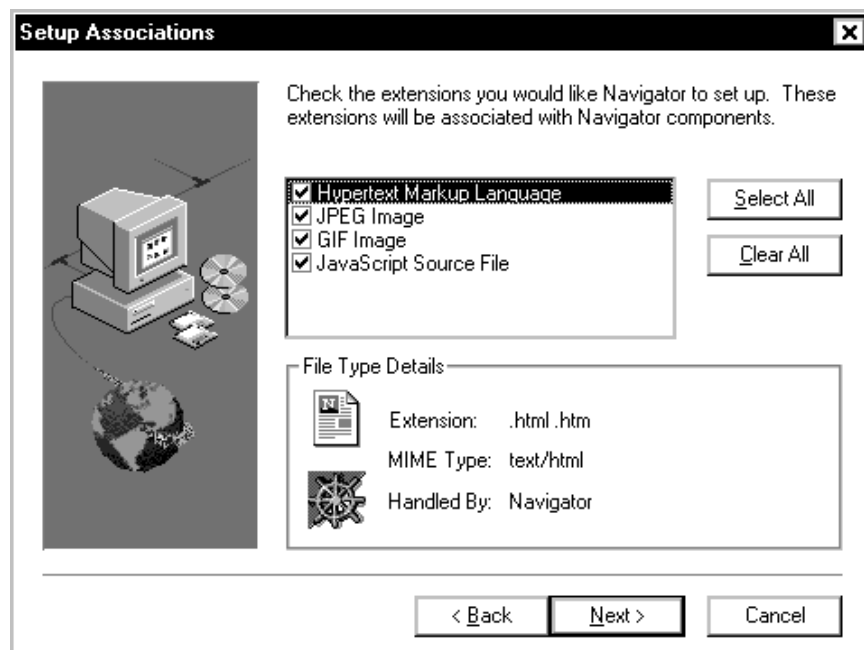 Setup Associations
Check the extensions you would like Navigator to set up. These
extensions will be associated with Navigator components.
Hypertext Markup Language
JPEG Image
GIF Image
JavaScript Source File
Select All
Clear All
File Type Details
N
Extension: .html .htm
MIME Type: text/html
Handled By: Navigator
< Back
Next >
Cancel